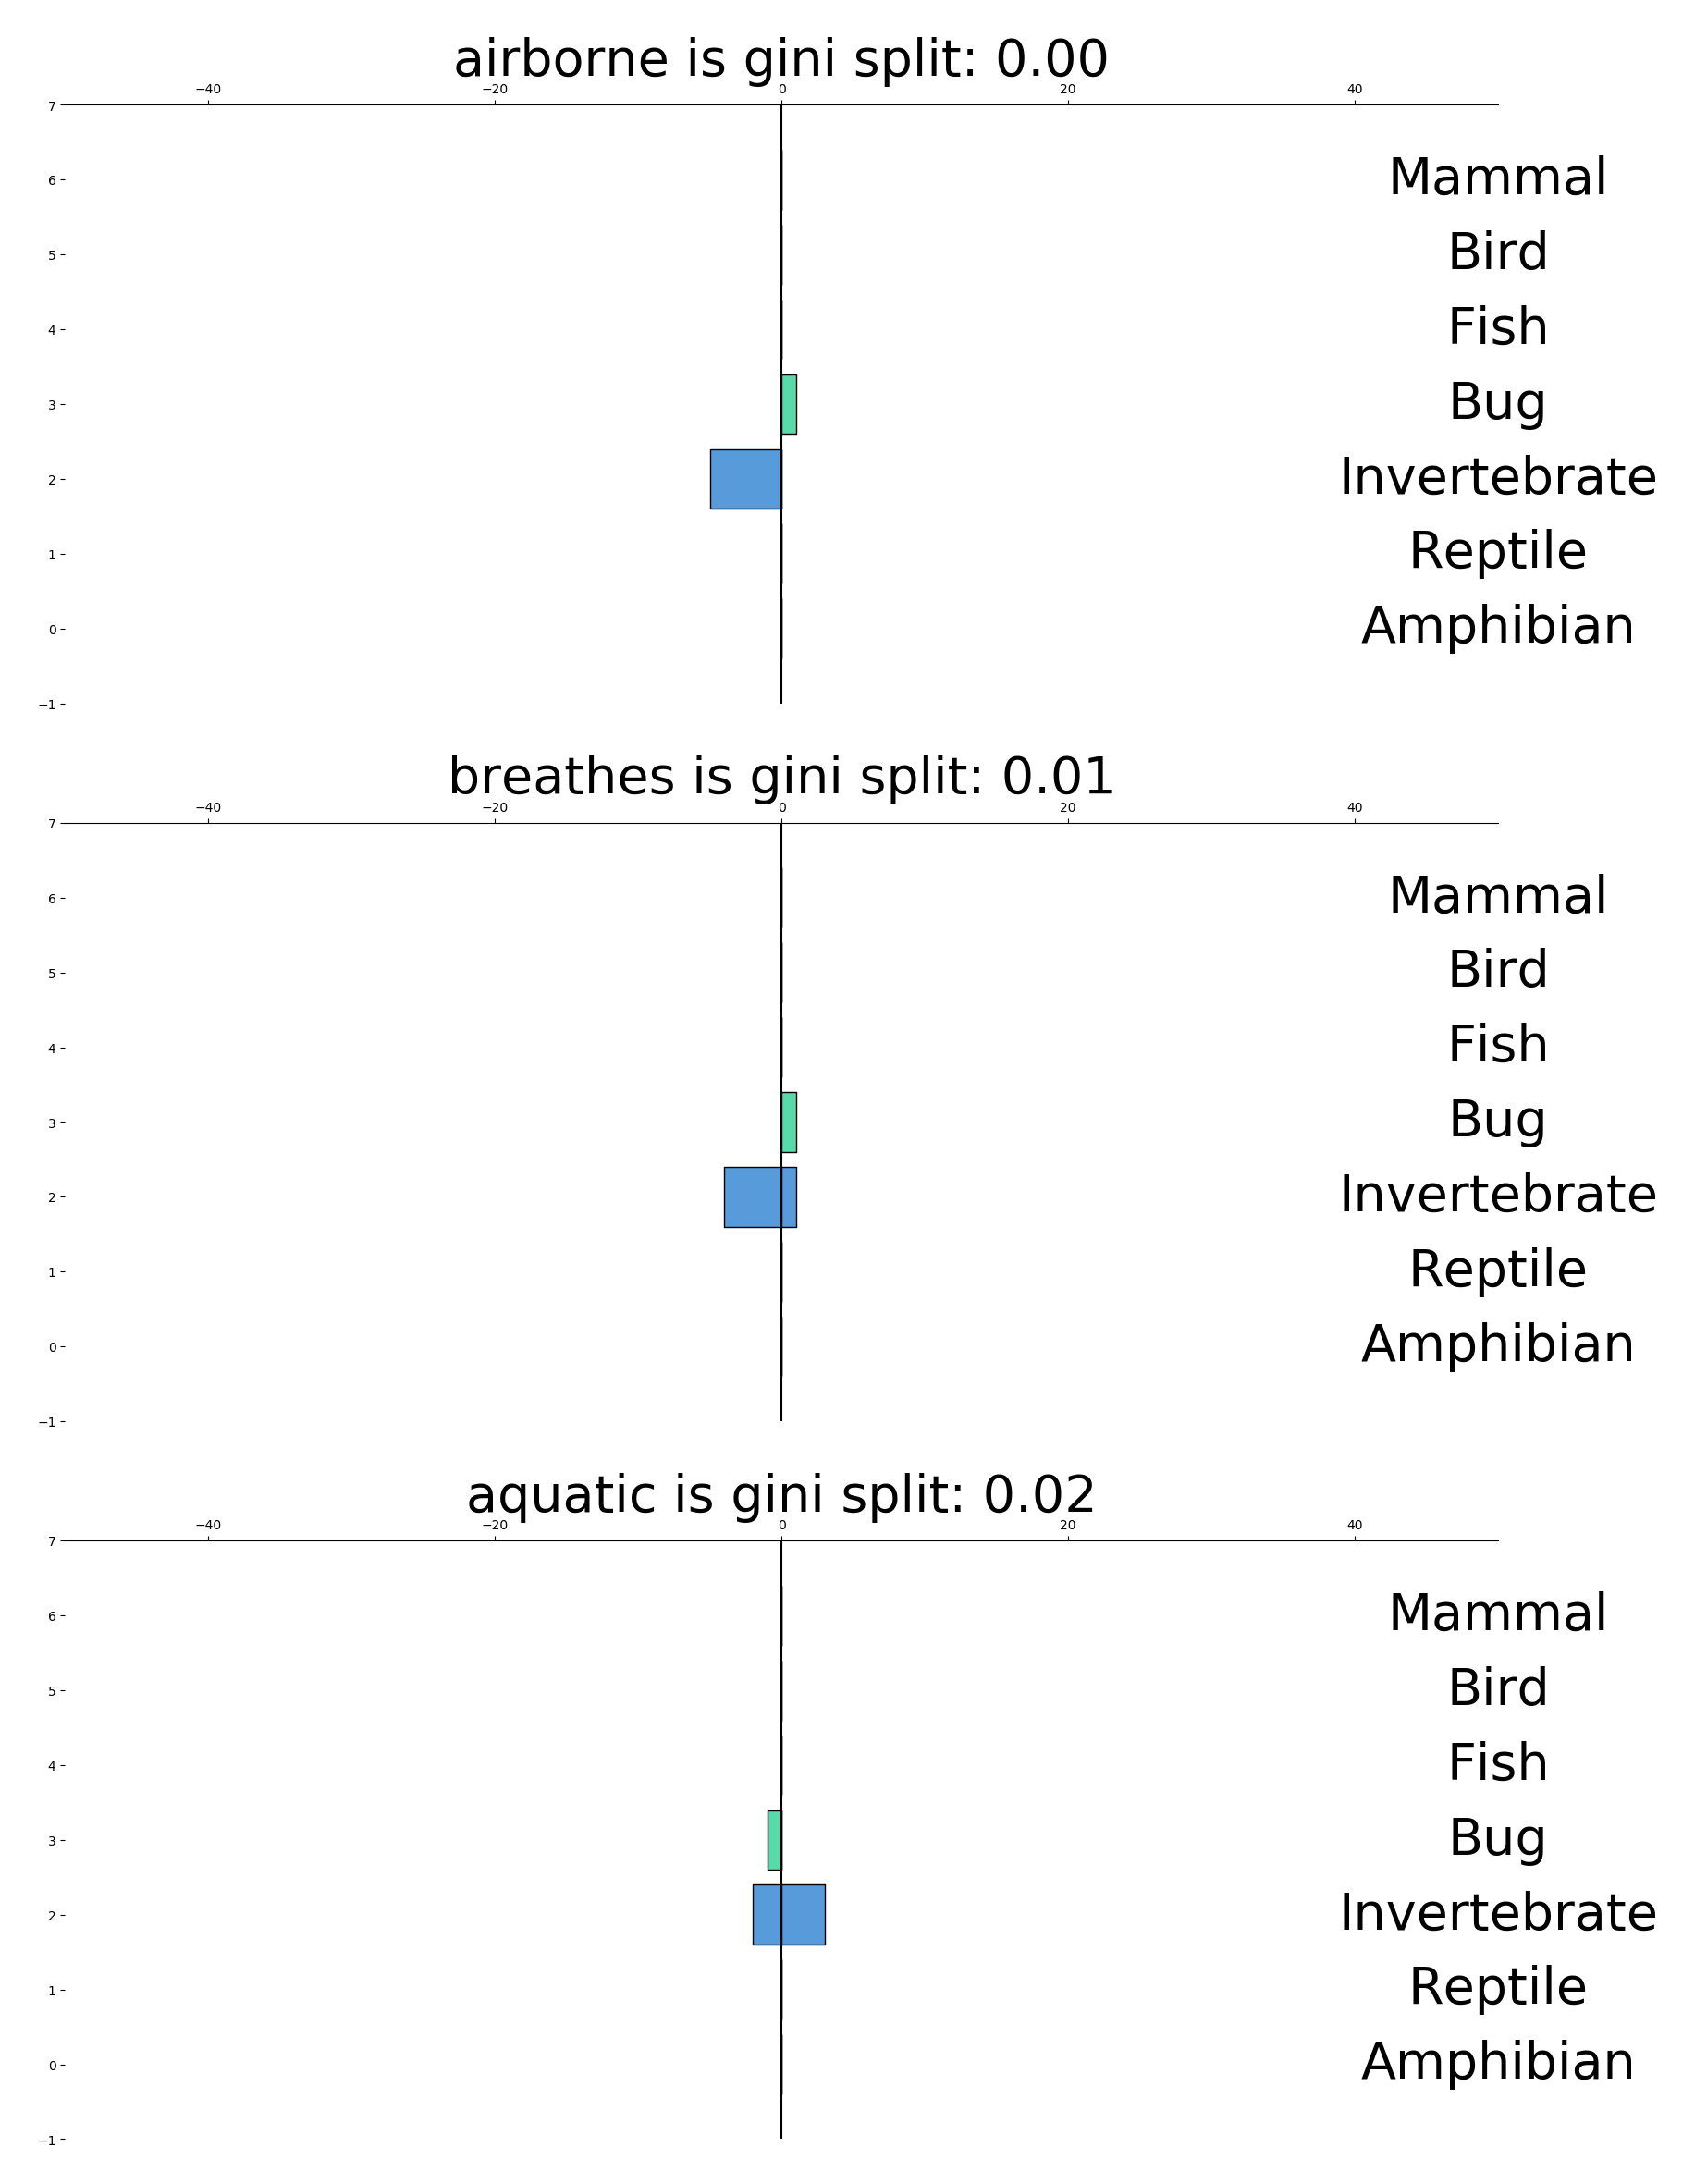 airborne is gini split: 0.00
−40 −20 0 20 40
7
6 Mammal
5 Bird
4 Fish
3 Bug
2 Invertebrate
1 Reptile
0 Amphibian
−1
breathes is gini split: 0.01
−40 −20 0 20 40
7
6 Mammal
5 Bird
4 Fish
3 Bug
2 Invertebrate
1 Reptile
0 Amphibian
−1
aquatic is gini split: 0.02
−40 −20 0 20 40
7
6 Mammal
5 Bird
4 Fish
3 Bug
2 Invertebrate
1 Reptile
0 Amphibian
−1